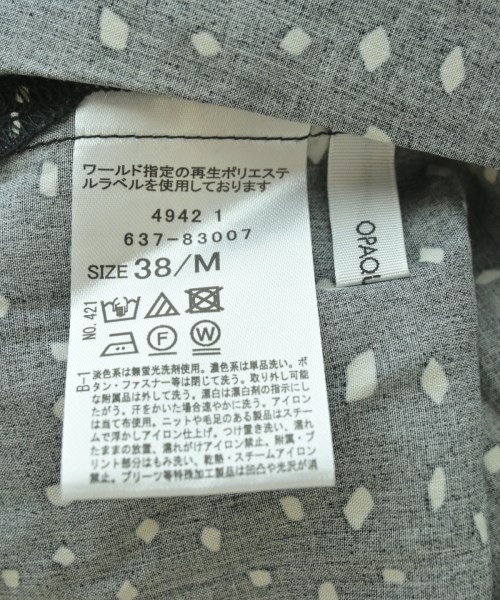 ワールド指定の再生ポリエステ
ルラベルを使用しております
4942 1
637-83007
SIZE 38/M
NO. 421
F
W
B-1
淡色系は無蛍光洗剤使用。濃色系は単品洗い。ボ
タン・ファスナー等は閉じて洗う。取り外し可能
な附属品は外して洗う。漂白は漂白剤の指示にし
たがう。汗をかいた場合速やかに洗う。アイロンは
当て布使用。ニットや毛足のある製品はスチー
ムで浮かしアイロン仕上げ。つけ置き洗い、濡れ
たままの放置、濡れがけアイロン禁止。附属・プ
リント部分はもみ洗い、乾熱・スチームアイロン
禁止。プリーツ等特殊加工製品は凹凸や光沢が消
OPAQU